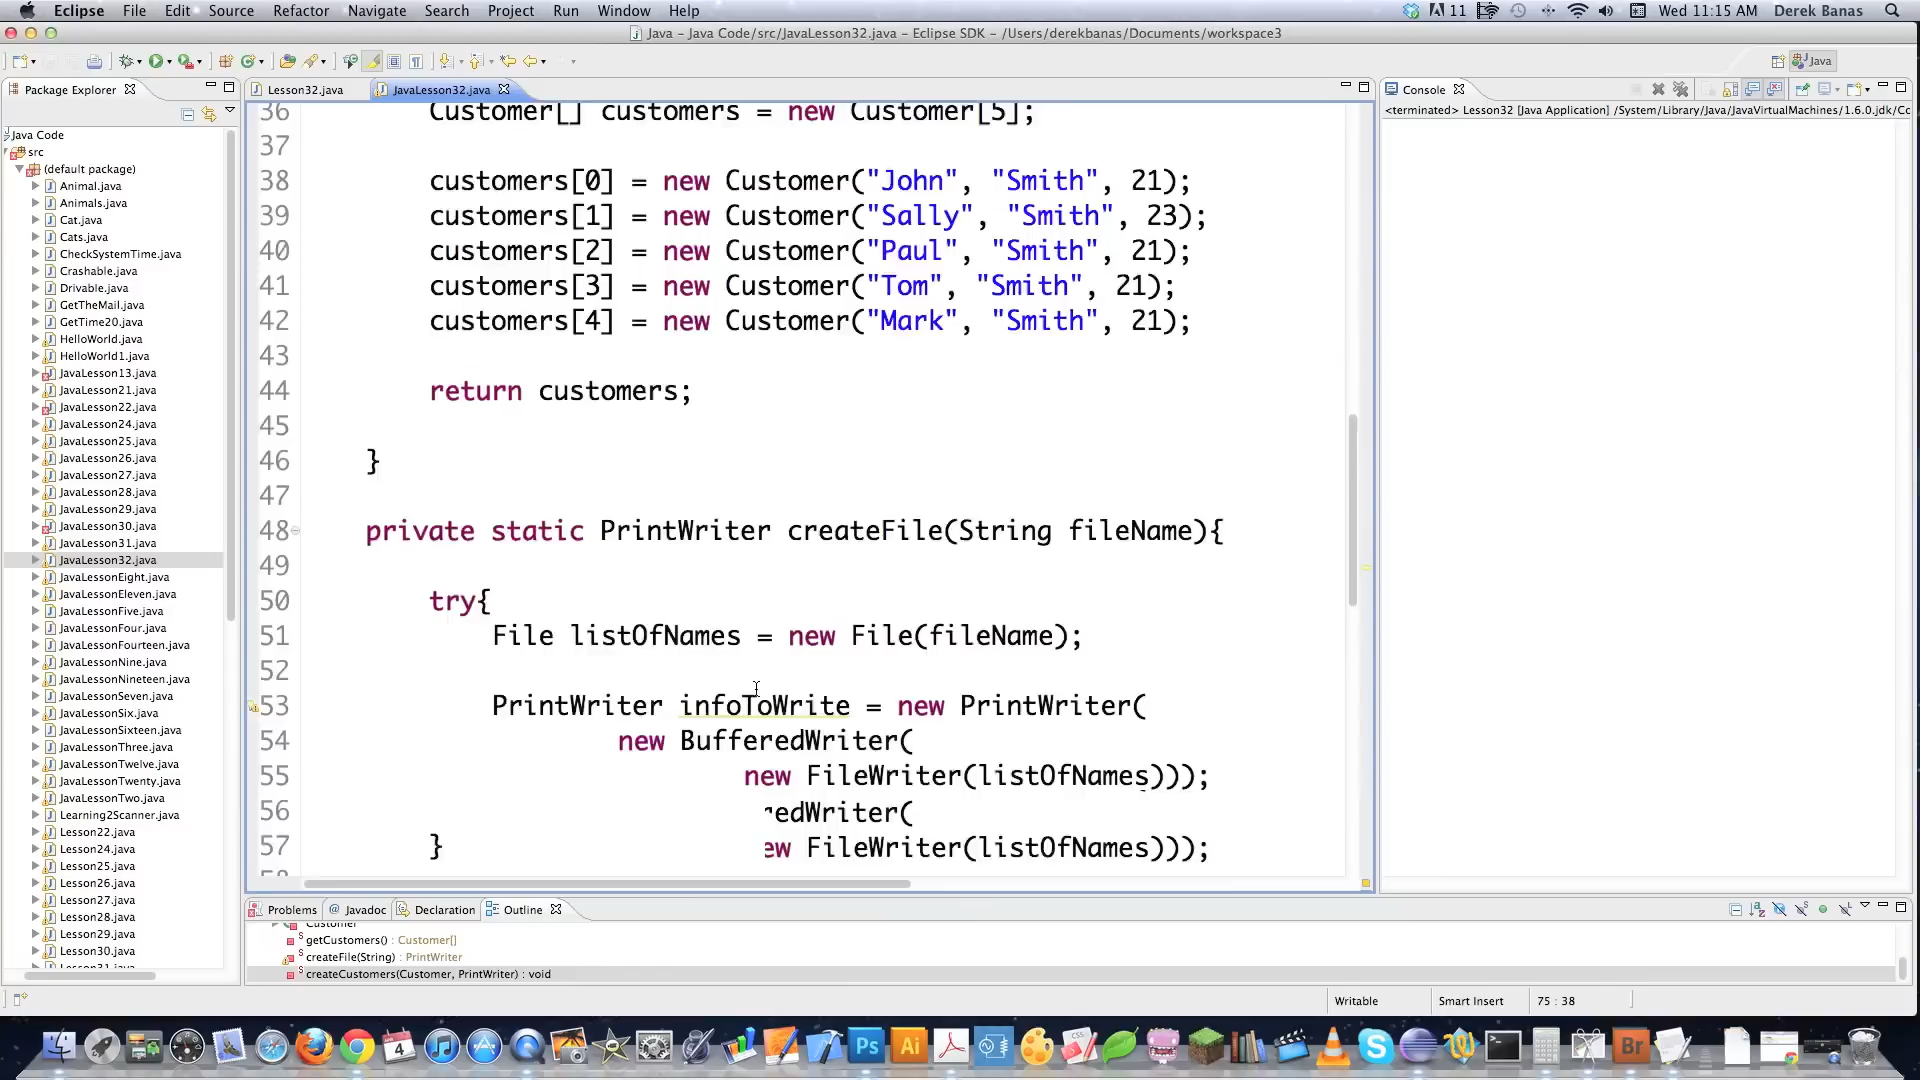 Eclipse File Edit Source Refactor Navigate Search Project Run Window Help 11 Wed 11:15 AM Derek Banas
Java - Java Code/src/JavaLesson32.java - Eclipse SDK - /Users/derekbanas/Documents/workspace3
Java
Package Explorer
Java Code
src
(default package)
Animal.java
Animals.java
Cat.java
Cats.java
CheckSystemTime.java
Crashable.java
Drivable.java
GetTheMail.java
GetTime20.java
HelloWorld.java
HelloWorld1.java
JavaLesson13.java
JavaLesson21.java
JavaLesson22.java
JavaLesson24.java
JavaLesson25.java
JavaLesson26.java
JavaLesson27.java
JavaLesson28.java
JavaLesson29.java
JavaLesson30.java
JavaLesson31.java
JavaLesson32.java
JavaLessonEight.java
JavaLessonEleven.java
JavaLessonFive.java
JavaLessonFour.java
JavaLessonFourteen.java
JavaLessonNine.java
JavaLessonNineteen.java
JavaLessonSeven.java
JavaLessonSix.java
JavaLessonSixteen.java
JavaLessonThree.java
JavaLessonTwelve.java
JavaLessonTwenty.java
JavaLessonTwo.java
Learning2Scanner.java
Lesson22.java
Lesson24.java
Lesson25.java
Lesson26.java
Lesson27.java
Lesson28.java
Lesson29.java
Lesson30.java
Lesson31.java
Lesson32.java JavaLesson32.java
36 Customer[] customers = new Customer[5];
37
38 customers[0] = new Customer("John", "Smith", 21);
39 customers[1] = new Customer("Sally", "Smith", 23);
40 customers[2] = new Customer("Paul", "Smith", 21);
41 customers[3] = new Customer("Tom", "Smith", 21);
42 customers[4] = new Customer("Mark", "Smith", 21);
43
44 return customers;
45
46 }
47
48 private static PrintWriter createFile(String fileName){
49
50 try{
51 File listOfNames = new File(fileName);
52
53 PrintWriter infoToWrite = new PrintWriter(
54 new BufferedWriter(
55 new FileWriter(listOfNames)));
56 redWriter(
57 } ew FileWriter(listOfNames)));
Console
<terminated> Lesson32 [Java Application] /System/Library/Java/JavaVirtualMachines/1.6.0.jdk/Cc
Problems Javadoc Declaration Outline
Customer
getCustomers() : Customer[]
createFile(String) : PrintWriter
createCustomers(Customer, PrintWriter) : void
Writable Smart Insert 75 : 38
4 Ps Ai CSS Br